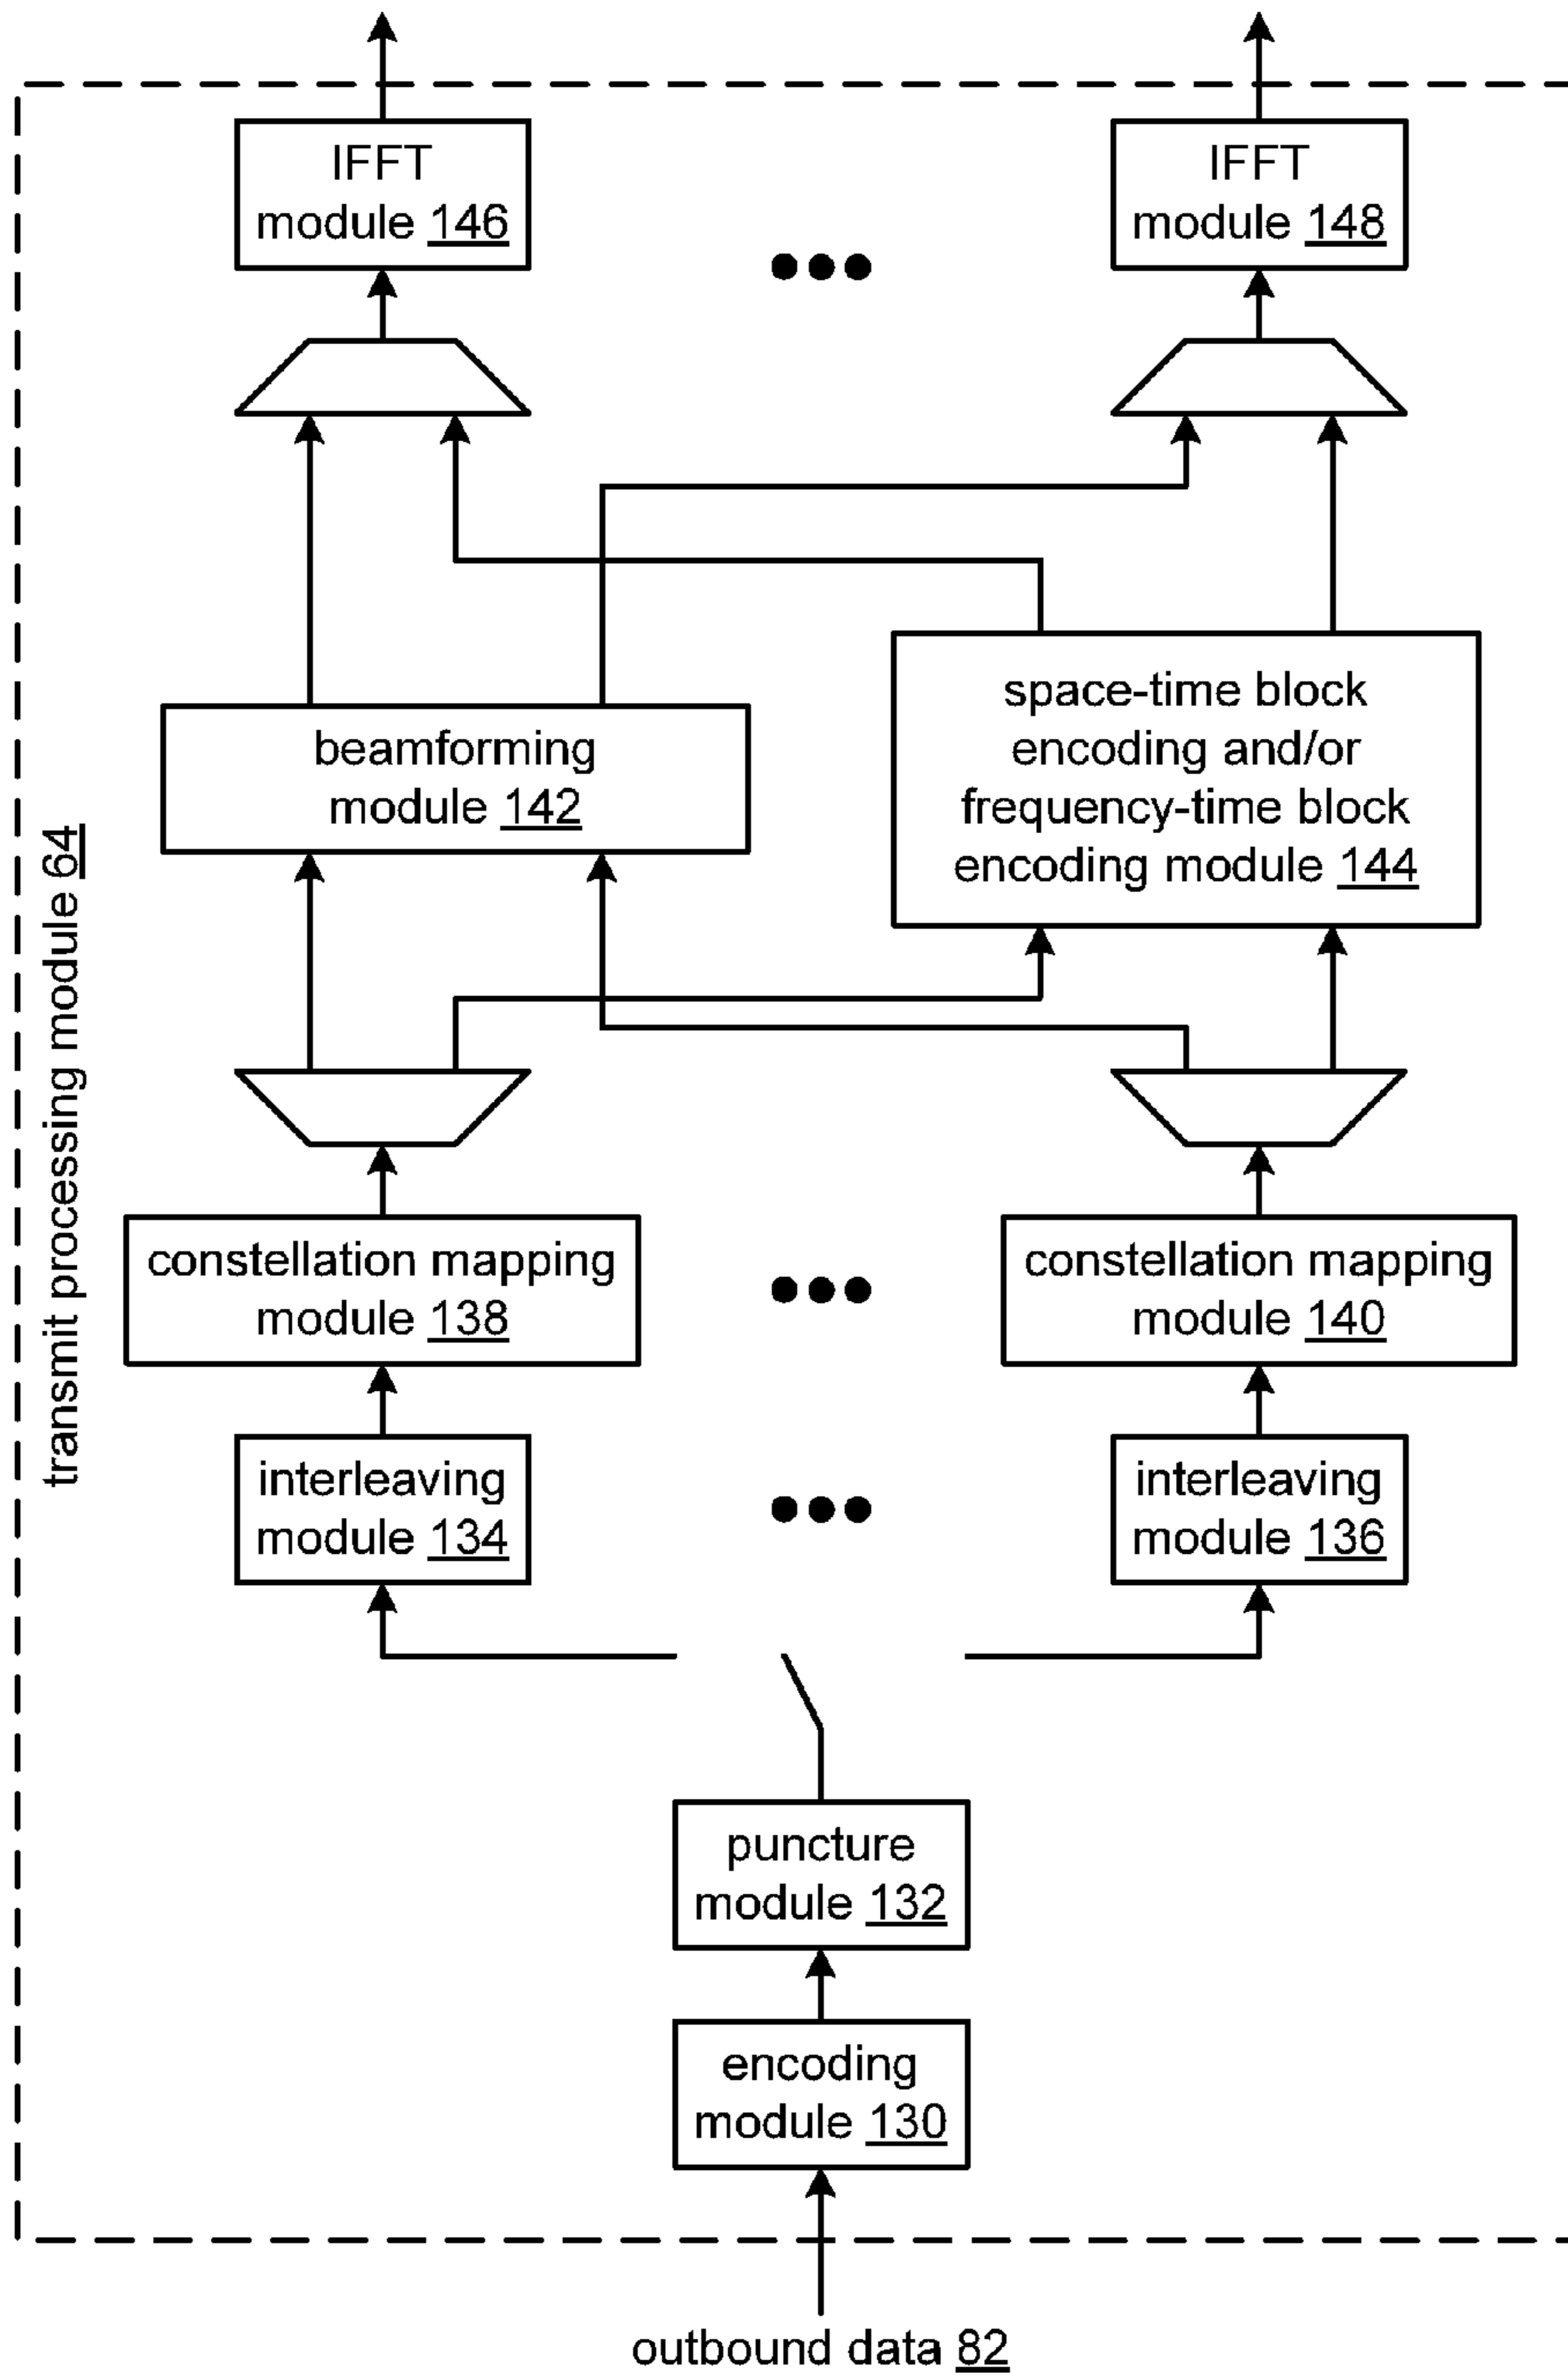 IFFT
module 146
IFFT
module 148
beamforming
module 142
space-time block
encoding and/or
frequency-time block
encoding module 144
transmit processing module 64
constellation mapping
module 138
constellation mapping
module 140
interleaving
module 134
interleaving
module 136
puncture
module 132
encoding
module 130
outbound data 82